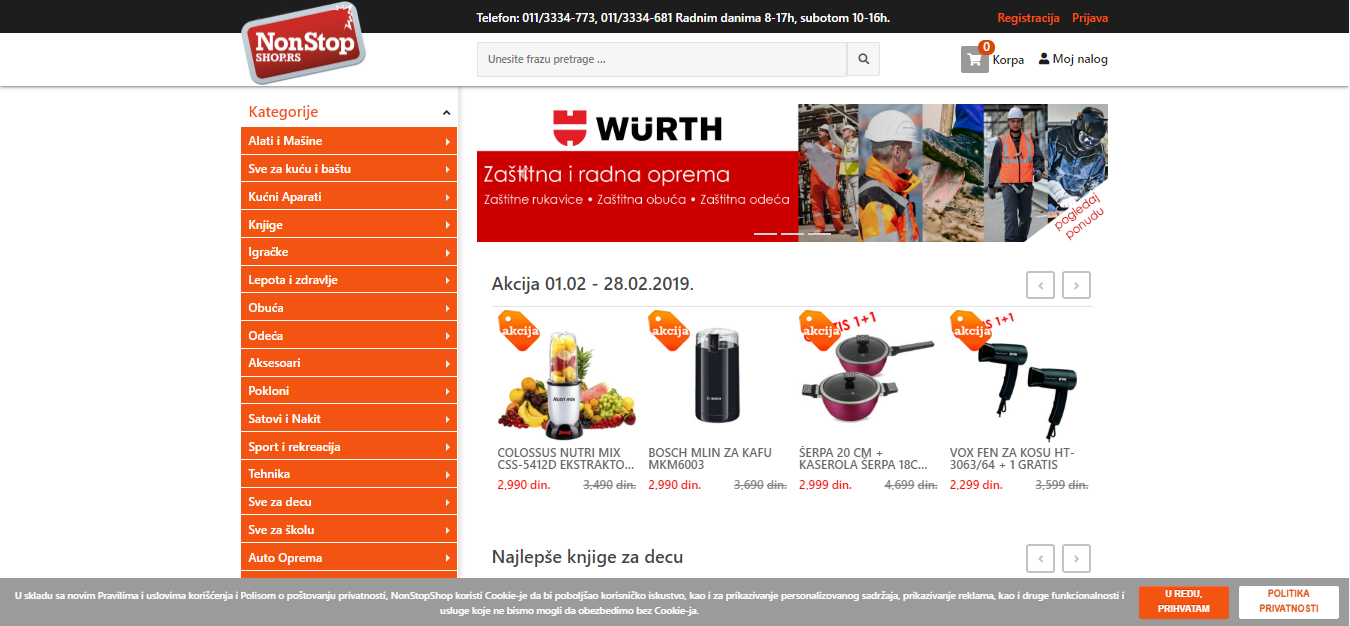 Telefon: 011/3334-773, 011/3334-681 Radnim danima 8-17h, subotom 10-16h.
Registracija Prijava
NonStop
SHOP.RS
Unesite frazu pretrage ...
0
Korpa
Moj nalog
Kategorije
Alati i Mašine
Sve za kuću i baštu
Kućni Aparati
Knjige
Igračke
Lepota i zdravlje
Obuća
Odeća
Aksesoari
Pokloni
Satovi i Nakit
Sport i rekreacija
Tehnika
Sve za decu
Sve za školu
Auto Oprema
WÜRTH
Zaštitna i radna oprema
Zaštitne rukavice • Zaštitna obuća • Zaštitna odeća
pogledaj
ponudu
Akcija 01.02 - 28.02.2019.
akcija
Nutri mix
COLOSSUS NUTRI MIX
CSS-5412D EKSTRAKTO...
2,990 din. 3,490 din.
akcija
BOSCH
BOSCH MLIN ZA KAFU
MKM6003
2,990 din. 3,690 din.
akcija
1+1
ŠERPA 20 CM +
KASEROLA ŠERPA 18C...
2,999 din. 4,699 din.
akcija
1+1
VOX FEN ZA KOSU HT-
3063/64 + 1 GRATIS
2,299 din. 3,599 din.
Najlepše knjige za decu
U skladu sa novim Pravilima i uslovima korišćenja i Polisom o poštovanju privatnosti, NonStopShop koristi Cookie-je da bi poboljšao korisničko iskustvo, kao i za prikazivanje personalizovanog sadržaja, prikazivanje reklama, kao i druge funkcionalnosti i
usluge koje ne bismo mogli da obezbedimo bez Cookie-ja.
U REDU,
PRIHVATAM
POLITIKA
PRIVATNOSTI